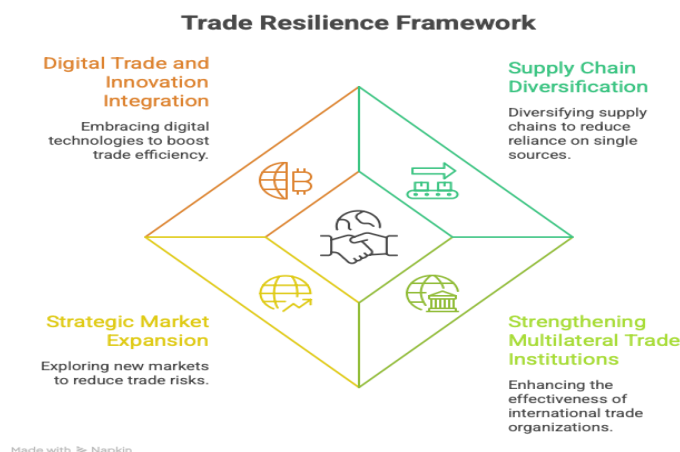 Trade Resilience Framework
Digital Trade and
Innovation
Integration
Embracing digital
technologies to boost
trade efficiency.
Supply Chain
Diversification
Diversifying supply
chains to reduce
reliance on single
sources.
Strategic Market
Expansion
Exploring new markets
to reduce trade risks.
Strengthening
Multilateral Trade
Institutions
Enhancing the
effectiveness of
international trade
organizations.
Made with Napkin